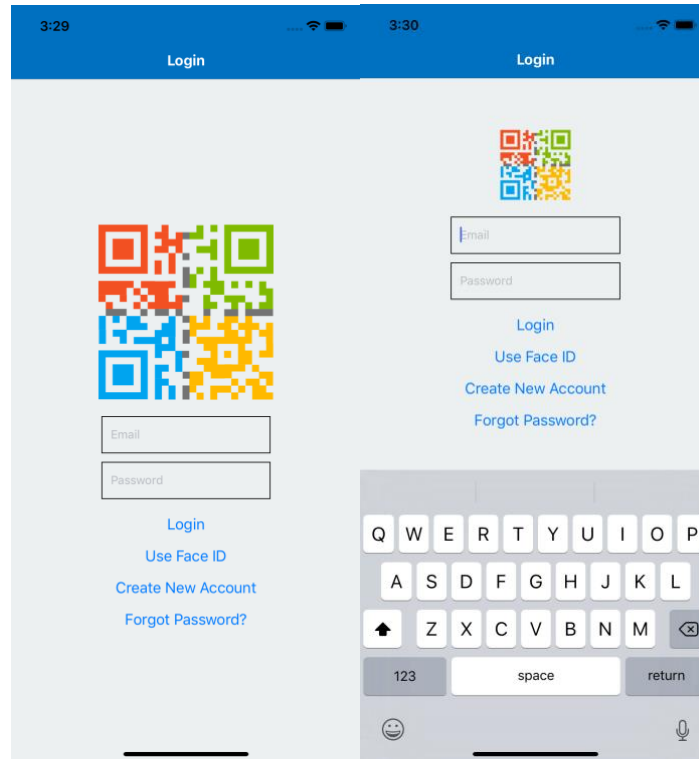 3:29
Login
Email
Password
Login
Use Face ID
Create New Account
Forgot Password?
3:30
Login
Email
Password
Login
Use Face ID
Create New Account
Forgot Password?
Q W E R T Y U I O P
A S D F G H J K L
Z X C V B N M
123 space return